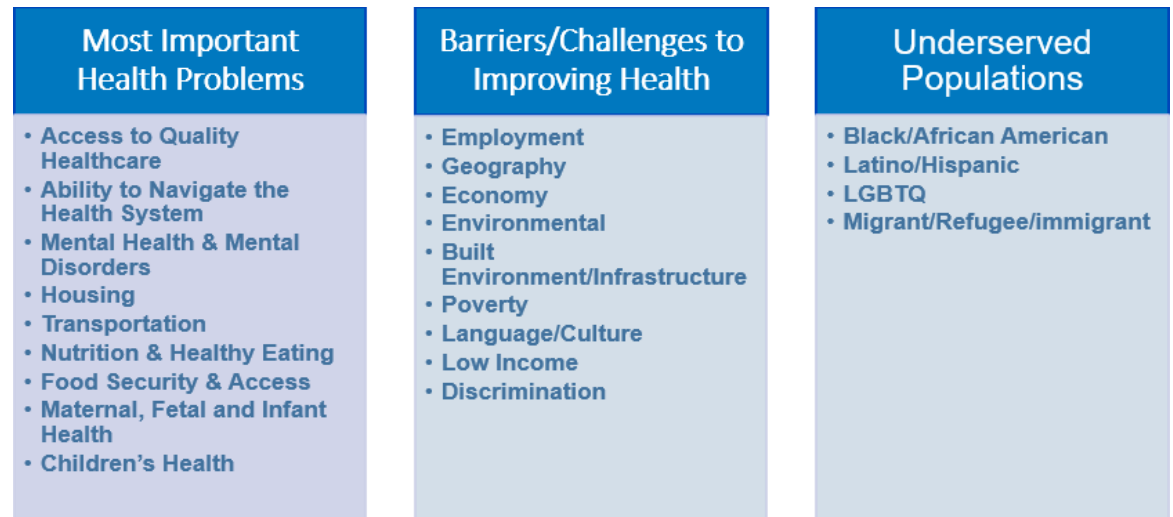 Most Important
Health Problems
• Access to Quality
Healthcare
• Ability to Navigate the
Health System
• Mental Health & Mental
Disorders
• Housing
• Transportation
• Nutrition & Healthy Eating
• Food Security & Access
• Maternal, Fetal and Infant
Health
• Children's Health
Barriers/Challenges to
Improving Health
• Employment
• Geography
• Economy
• Environmental
• Built
Environment/Infrastructure
• Poverty
• Language/Culture
• Low Income
• Discrimination
Underserved
Populations
• Black/African American
• Latino/Hispanic
• LGBTQ
• Migrant/Refugee/immigrant